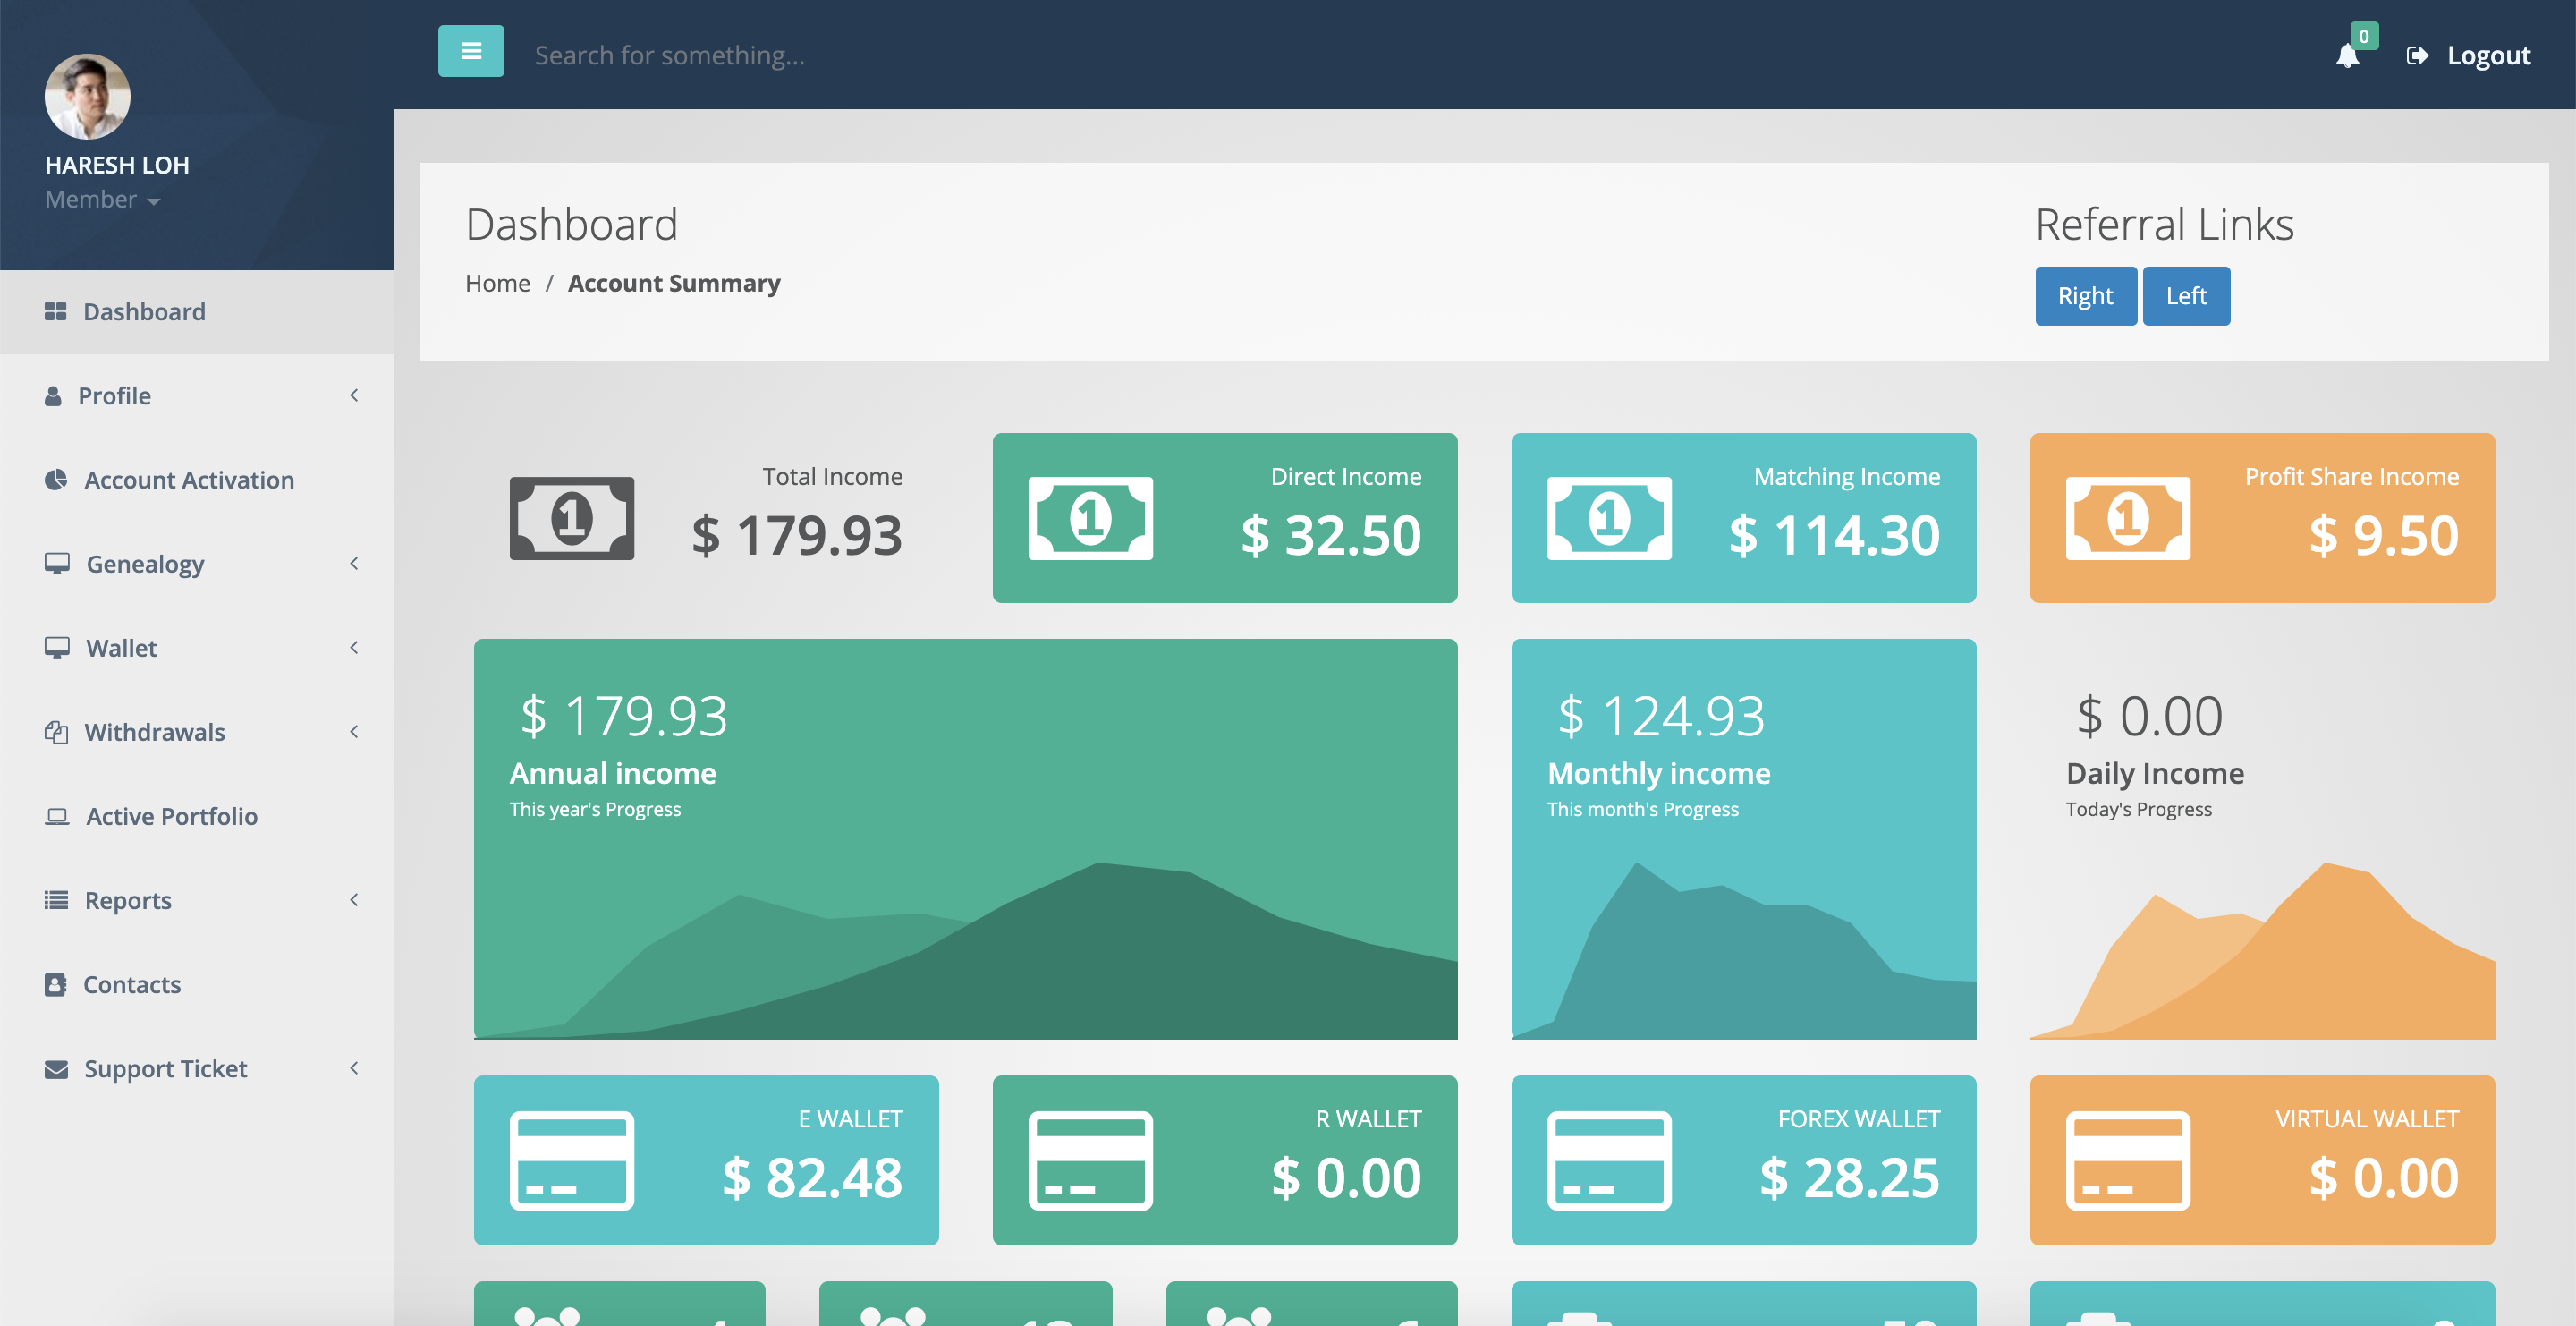 Search for something...
0
Logout
HARESH LOH
Member
Dashboard
Profile
Account Activation
Genealogy
Wallet
Withdrawals
Active Portfolio
Reports
Contacts
Support Ticket
Dashboard
Home / Account Summary
Referral Links
Right
Left
Total Income
$ 179.93
Direct Income
$ 32.50
Matching Income
$ 114.30
Profit Share Income
$ 9.50
$ 179.93
Annual income
This year's Progress
$ 124.93
Monthly income
This month's Progress
$ 0.00
Daily Income
Today's Progress
E WALLET
$ 82.48
R WALLET
$ 0.00
FOREX WALLET
$ 28.25
VIRTUAL WALLET
$ 0.00